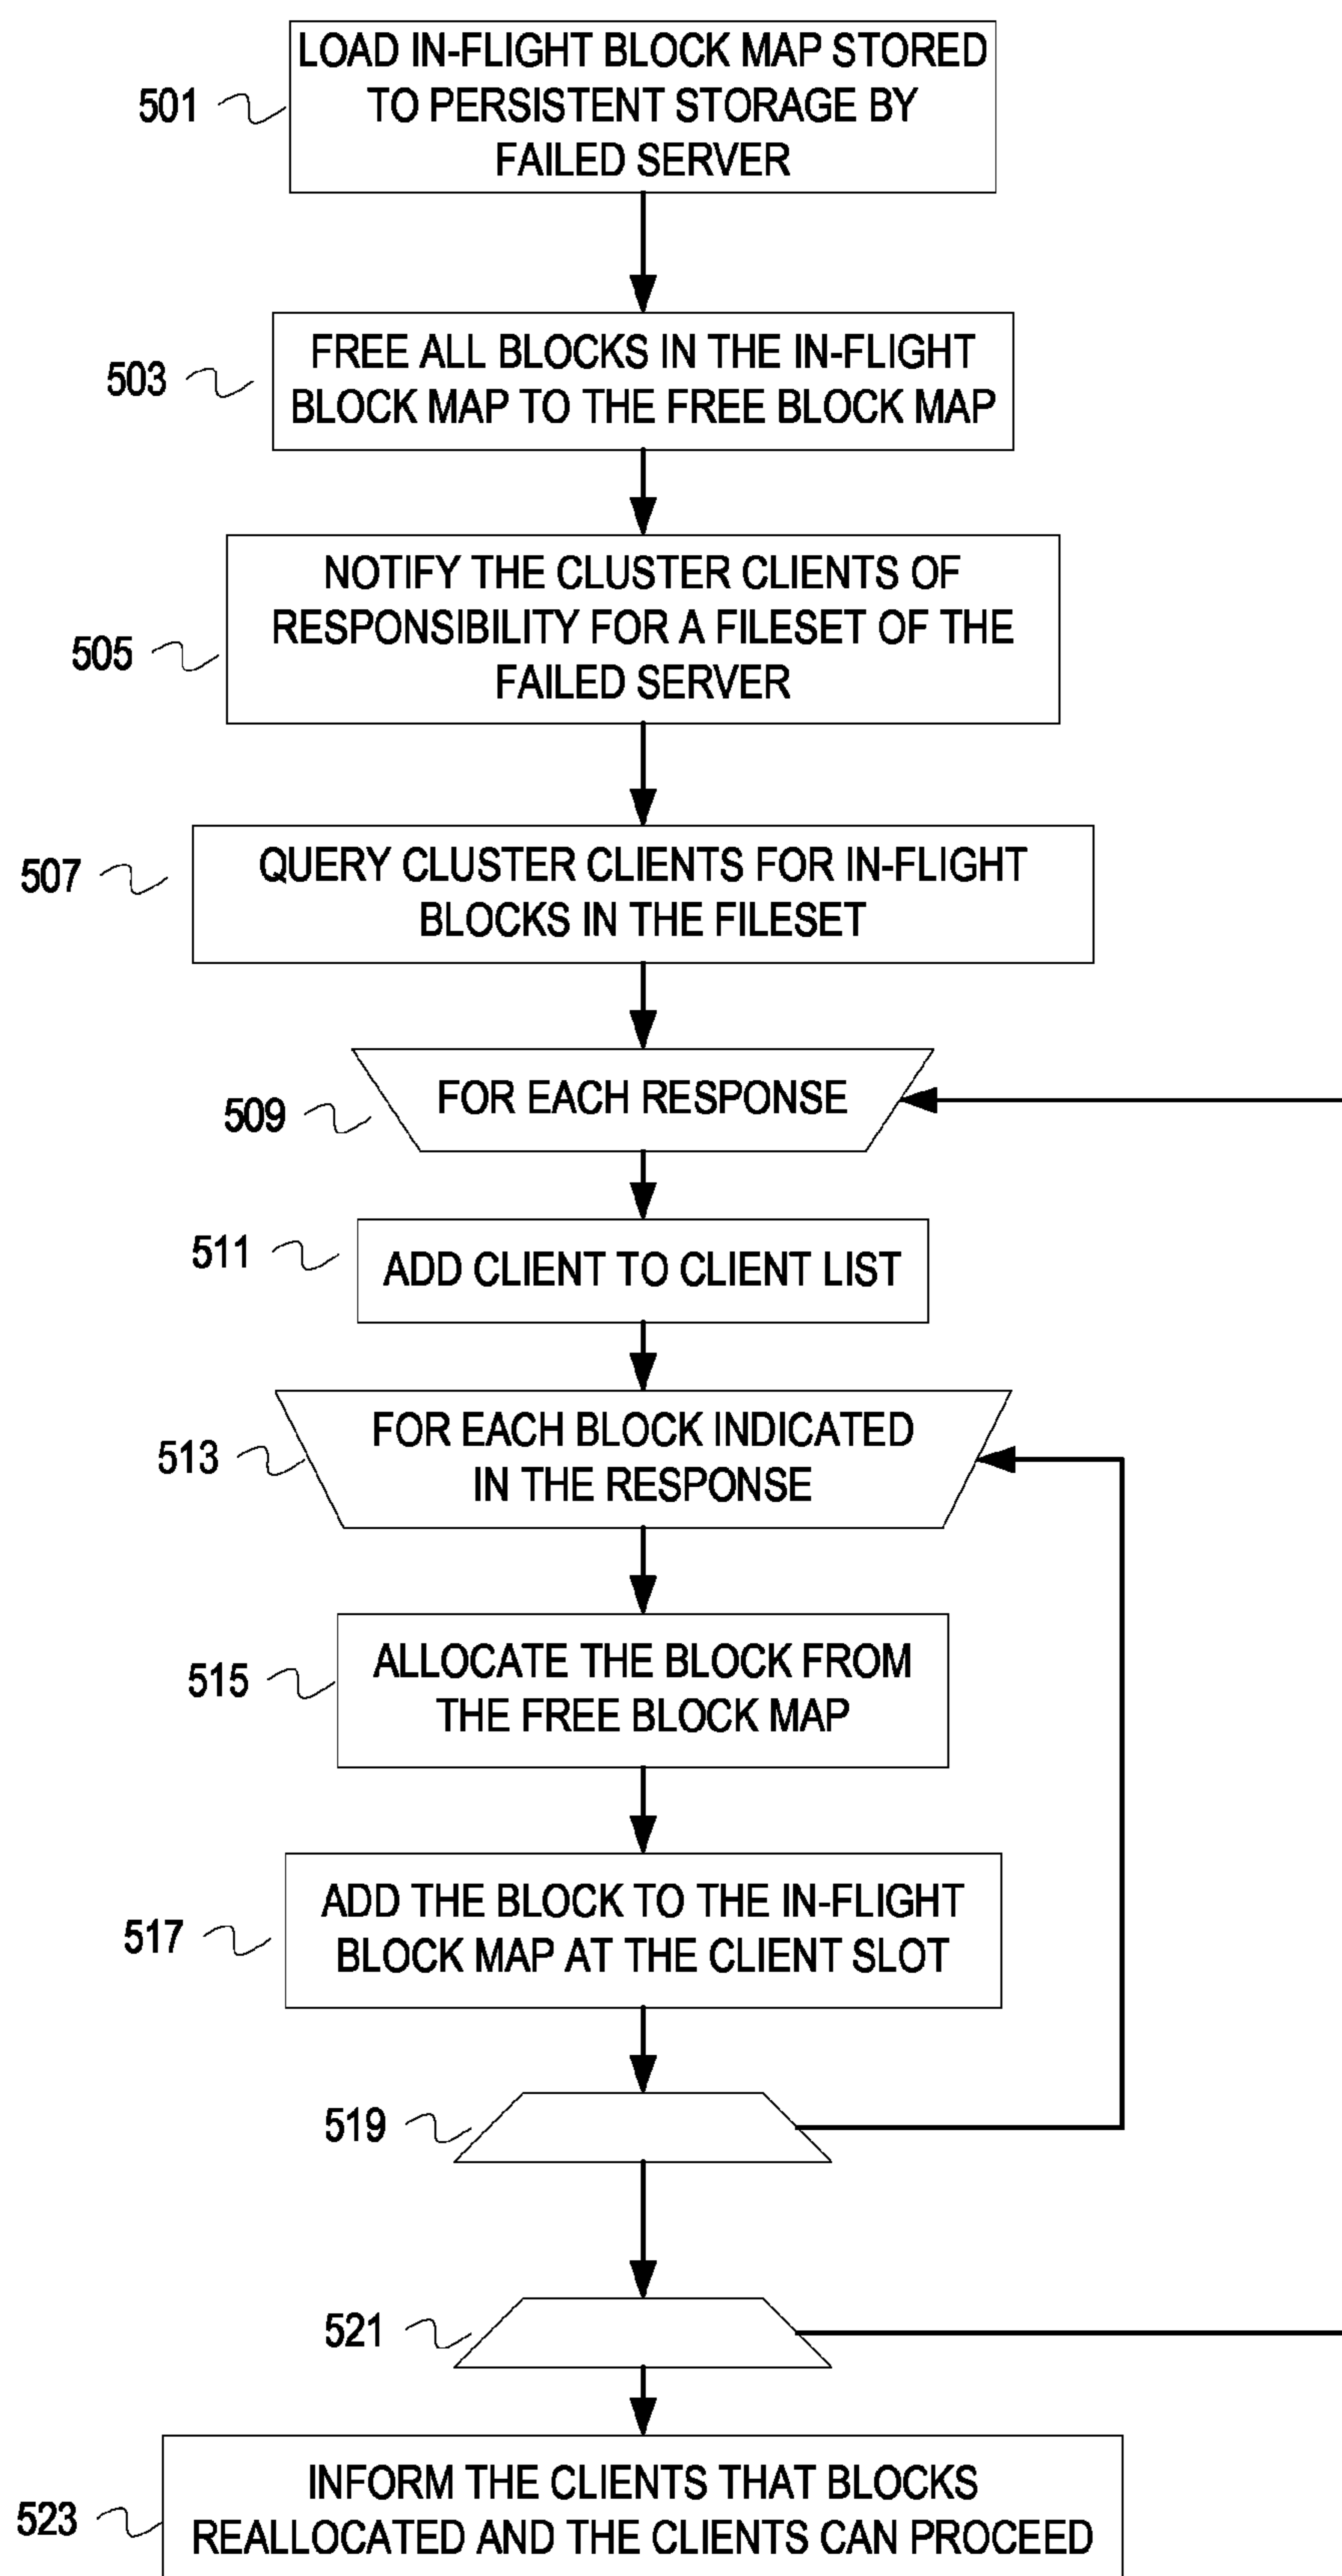 LOAD IN-FLIGHT BLOCK MAP STORED
TO PERSISTENT STORAGE BY
FAILED SERVER
501
FREE ALL BLOCKS IN THE IN-FLIGHT
BLOCK MAP TO THE FREE BLOCK MAP
503
NOTIFY THE CLUSTER CLIENTS OF
RESPONSIBILITY FOR A FILESET OF THE
FAILED SERVER
505
QUERY CLUSTER CLIENTS FOR IN-FLIGHT
BLOCKS IN THE FILESET
507
FOR EACH RESPONSE
509
ADD CLIENT TO CLIENT LIST
511
FOR EACH BLOCK INDICATED
IN THE RESPONSE
513
ALLOCATE THE BLOCK FROM
THE FREE BLOCK MAP
515
ADD THE BLOCK TO THE IN-FLIGHT
BLOCK MAP AT THE CLIENT SLOT
517
519
521
INFORM THE CLIENTS THAT BLOCKS
REALLOCATED AND THE CLIENTS CAN PROCEED
523